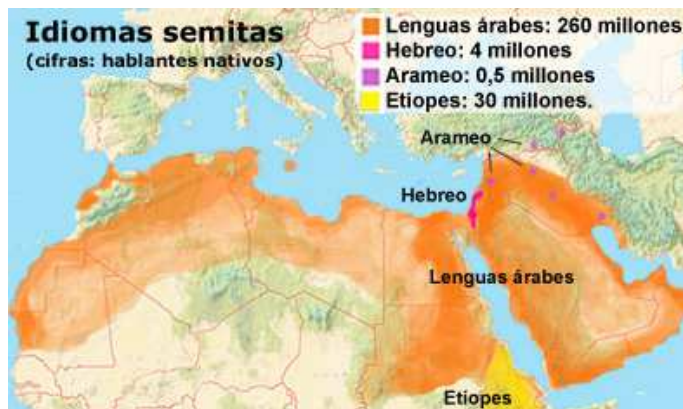 Idiomas semitas
(cifras: hablantes nativos)
Lenguas árabes: 260 millones
Hebreo: 4 millones
Arameo: 0,5 millones
Etiopes: 30 millones.
Arameo
Hebreo
Lenguas árabes
Etiopes